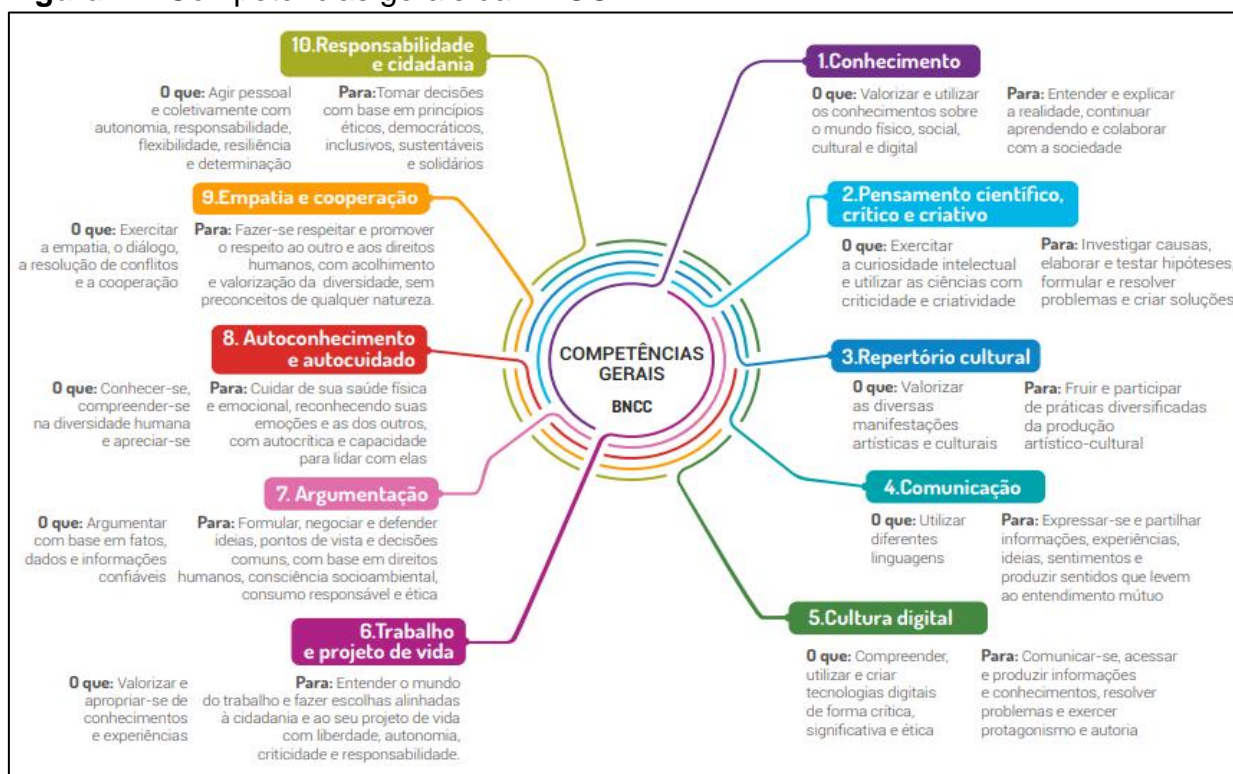 Figura Competências gerais da BNCC
COMPETÊNCIAS
GERAIS
BNCC
1.Conhecimento
O que: Valorizar e utilizar
os conhecimentos sobre
o mundo físico, social,
cultural e digital
Para: Entender e explicar
a realidade, continuar
aprendendo e colaborar
com a sociedade
2.Pensamento científico,
crítico e criativo
O que: Exercitar
a curiosidade intelectual
e utilizar as ciências com
criticidade e criatividade
Para: Investigar causas,
elaborar e testar hipóteses,
formular e resolver
problemas e criar soluções
3.Repertório cultural
O que: Valorizar
as diversas
manifestações
artísticas e culturais
Para: Fruir e participar
de práticas diversificadas
da produção
artístico-cultural
4.Comunicação
O que: Utilizar
diferentes
linguagens
Para: Expressar-se e partilhar
informações, experiências,
ideias, sentimentos e
produzir sentidos que levem
ao entendimento mútuo
5.Cultura digital
O que: Compreender,
utilizar e criar
tecnologias digitais
de forma crítica,
significativa e ética
Para: Comunicar-se, acessar
e produzir informações
e conhecimentos, resolver
problemas e exercer
protagonismo e autoria
6.Trabalho
e projeto de vida
O que: Valorizar e
apropriar-se de
conhecimentos
e experiências
Para: Entender o mundo
do trabalho e fazer escolhas alinhadas
à cidadania e ao seu projeto de vida
com liberdade, autonomia,
criticidade e responsabilidade.
7. Argumentação
O que: Argumentar
com base em fatos,
dados e informações
confiáveis
Para: Formular, negociar e defender
ideias, pontos de vista e decisões
comuns, com base em direitos
humanos, consciência socioambiental,
consumo responsável e ética
8. Autoconhecimento
e autocuidado
O que: Conhecer-se,
compreender-se
na diversidade humana
e apreciar-se
Para: Cuidar de sua saúde física
e emocional, reconhecendo suas
emoções e as dos outros,
com autocrítica e capacidade
para lidar com elas
9.Empatia e cooperação
O que: Exercitar
a empatia, o diálogo,
a resolução de conflitos
e a cooperação
Para: Fazer-se respeitar e promover
o respeito ao outro e aos direitos
humanos, com acolhimento
e valorização da diversidade, sem
preconceitos de qualquer natureza.
10.Responsabilidade
e cidadania
O que: Agir pessoal
e coletivamente com
autonomia, responsabilidade,
flexibilidade, resiliência
e determinação
Para:Tomar decisões
com base em princípios
éticos, democráticos,
inclusivos, sustentáveis
e solidários